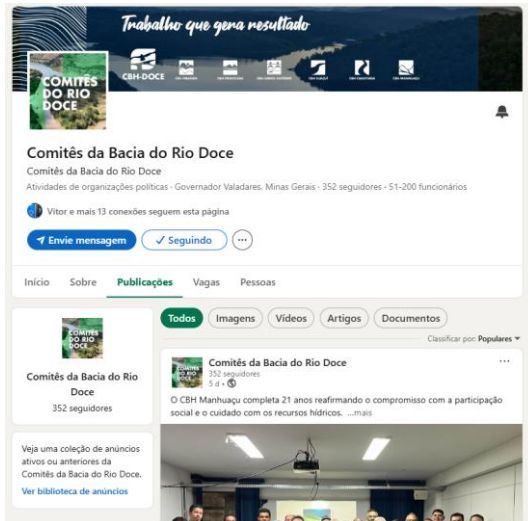 Trabalho que gera resultado
CBH-DOCE
COMITÊS
DO RIO
DOCE
Comitês da Bacia do Rio Doce
Comitês da Bacia do Rio Doce
Atividades de organizações políticas · Governador Valadares, Minas Gerais · 352 seguidores · 51-200 funcionários
Vitor e mais 13 conexões seguem esta página
Envie mensagem
Seguindo
Início Sobre Publicações Vagas Pessoas
Todos Imagens Vídeos Artigos Documentos
Classificar por: Populares
COMITÊS
DO RIO
DOCE
Comitês da Bacia do Rio
Doce
352 seguidores
Veja uma coleção de anúncios
ativos ou anteriores da
Comitês da Bacia do Rio Doce.
Ver biblioteca de anúncios
COMITÊS
DO RIO
DOCE
Comitês da Bacia do Rio Doce
352 seguidores
5 d •
O CBH Manhuaçu completa 21 anos reafirmando o compromisso com a participação
social e o cuidado com os recursos hídricos. ...mais